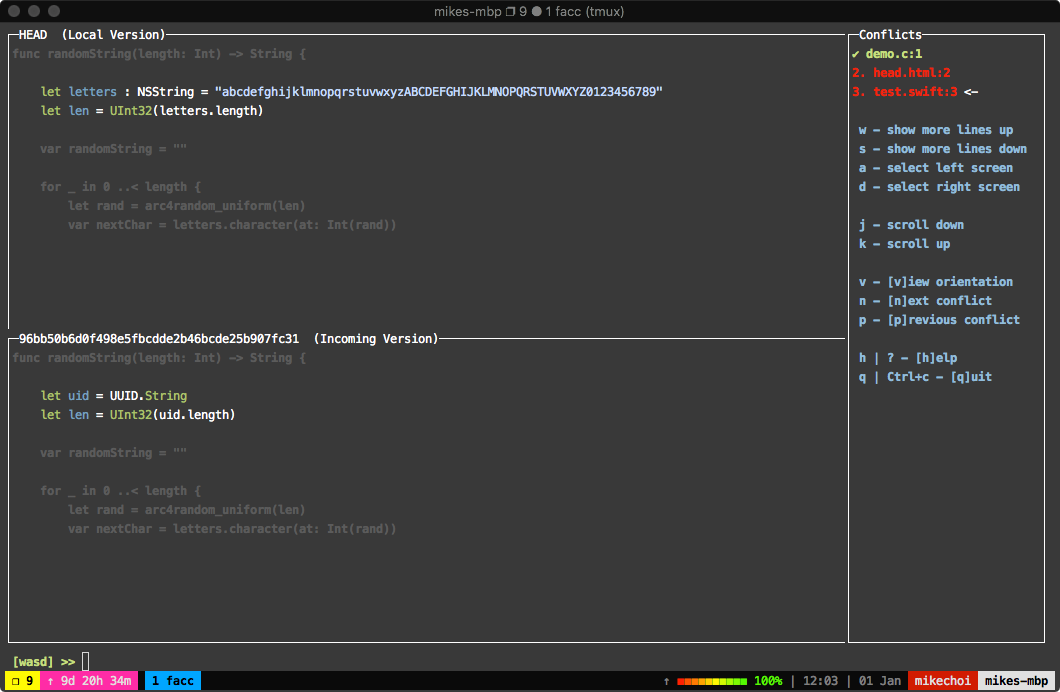 mikes-mbp ❐ 9 ● 1 facc (tmux)
HEAD (Local Version)
func randomString(length: Int) -> String {
let letters : NSString = "abcdefghijklmnopqrstuvwxyzABCDEFGHIJKLMNOPQRSTUVWXYZ0123456789"
let len = UInt32(letters.length)
var randomString = ""
for _ in 0 ..< length {
let rand = arc4random_uniform(len)
var nextChar = letters.character(at: Int(rand))
96bb50b6d0f498e5fbcdde2b46bcde25b907fc31 (Incoming Version)
func randomString(length: Int) -> String {
let uid = UUID.String
let len = UInt32(uid.length)
var randomString = ""
for _ in 0 ..< length {
let rand = arc4random_uniform(len)
var nextChar = letters.character(at: Int(rand))
Conflicts
✔ demo.c:1
2. head.html:2
3. test.swift:3 <-
w - show more lines up
s - show more lines down
a - select left screen
d - select right screen
j - scroll down
k - scroll up
v - [v]iew orientation
n - [n]ext conflict
p - [p]revious conflict
h | ? - [h]elp
q | Ctrl+c - [q]uit
[wasd] >>
❐ 9 ↑ 9d 20h 34m 1 facc ↑ 100% | 12:03 | 01 Jan mikechoi mikes-mbp